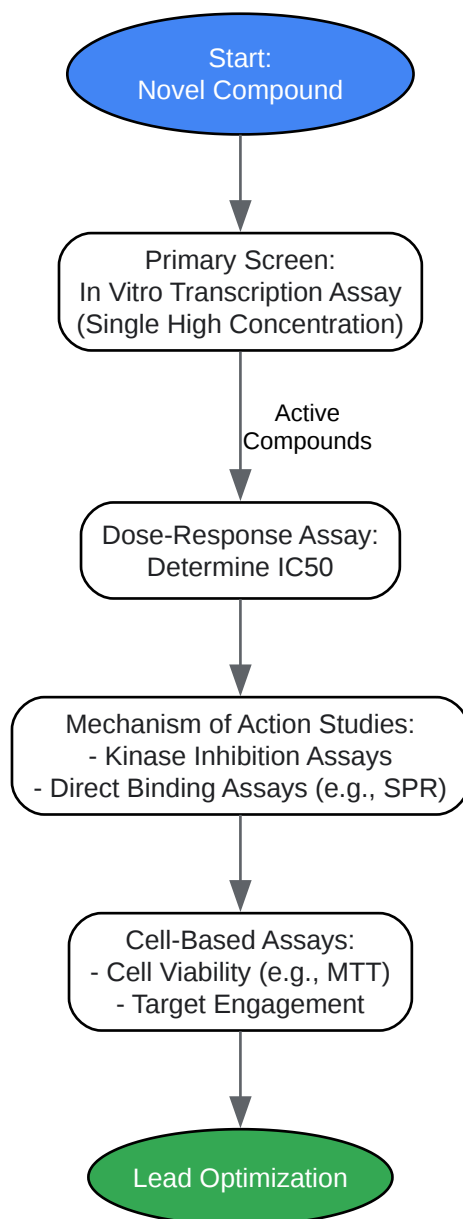 Start:
Novel Compound
Primary Screen:
In Vitro Transcription Assay
(Single High Concentration)
Active
Compounds
Dose-Response Assay:
Determine IC50
Mechanism of Action Studies:
- Kinase Inhibition Assays
- Direct Binding Assays (e.g., SPR)
Cell-Based Assays:
- Cell Viability (e.g., MTT)
- Target Engagement
Lead Optimization